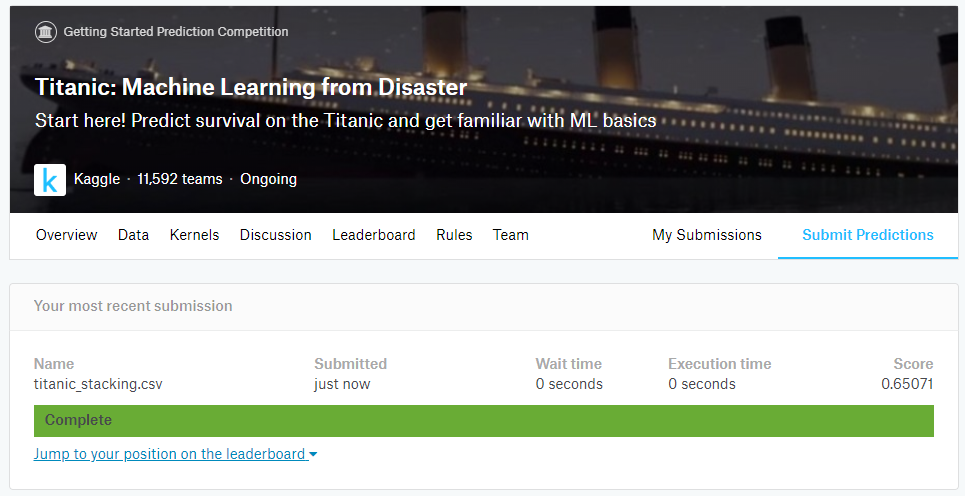 Getting Started Prediction Competition
Titanic: Machine Learning from Disaster
Start here! Predict survival on the Titanic and get familiar with ML basics
k Kaggle · 11,592 teams · Ongoing
Overview Data Kernels Discussion Leaderboard Rules Team My Submissions Submit Predictions
Your most recent submission
Name Submitted Wait time Execution time Score
titanic_stacking.csv just now 0 seconds 0 seconds 0.65071
Complete
Jump to your position on the leaderboard